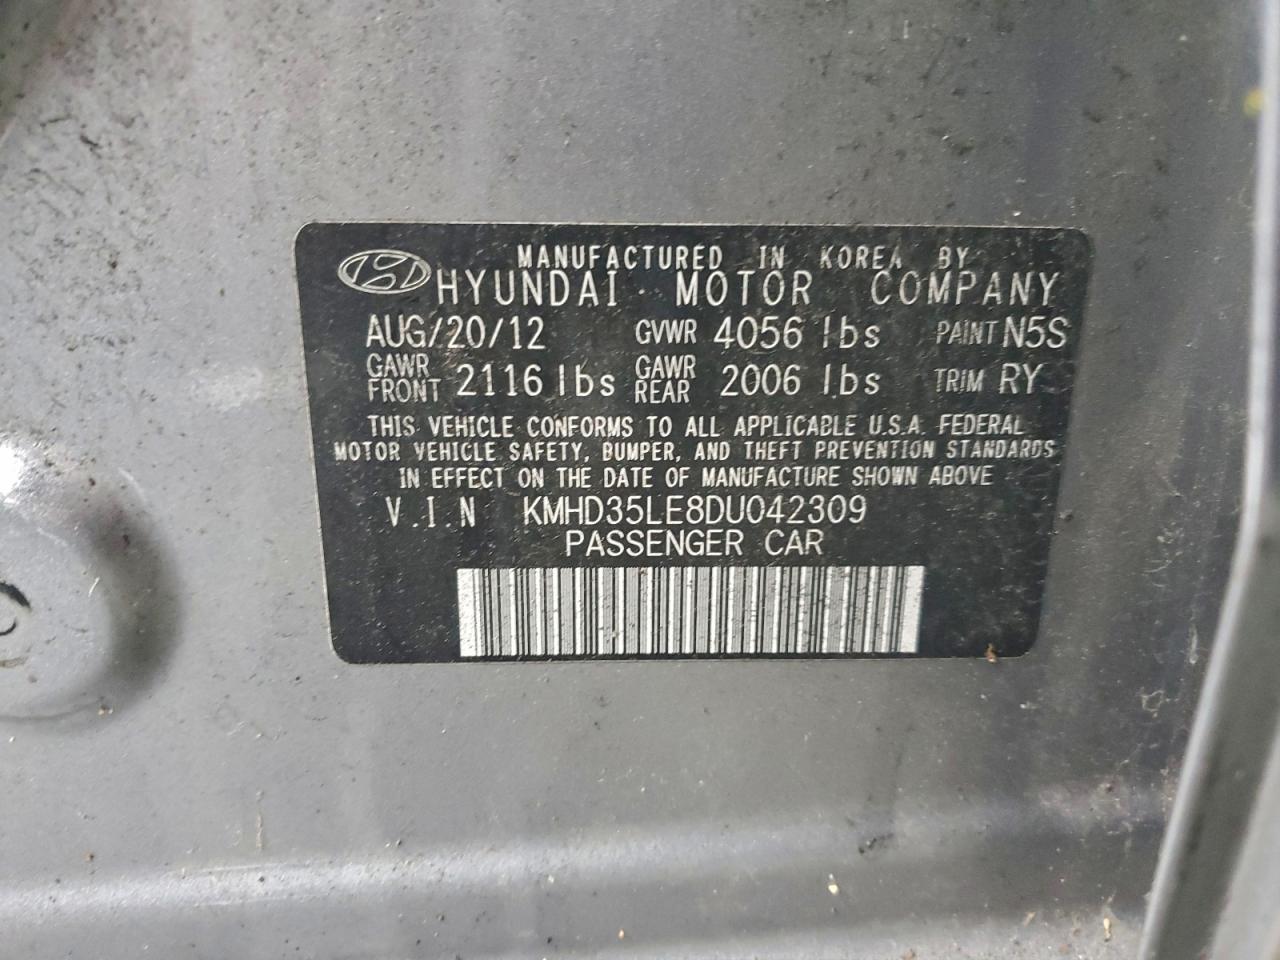 MANUFACTURED IN KOREA BY
HYUNDAI MOTOR COMPANY
AUG/20/12 GVWR 4056 lbs PAINT N5S
GAWR FRONT 2116 lbs GAWR REAR 2006 lbs TRIM RY
THIS VEHICLE CONFORMS TO ALL APPLICABLE U.S.A. FEDERAL
MOTOR VEHICLE SAFETY, BUMPER, AND THEFT PREVENTION STANDARDS
IN EFFECT ON THE DATE OF MANUFACTURE SHOWN ABOVE
V.I.N KMHD35LE8DU042309
PASSENGER CAR